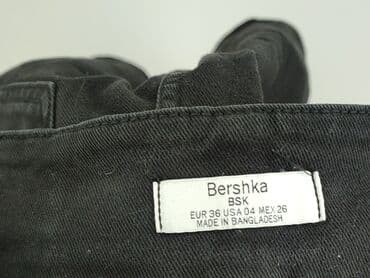 Bershka
BSK
EUR 36 USA 04 MEX 26
MADE IN BANGLADESH